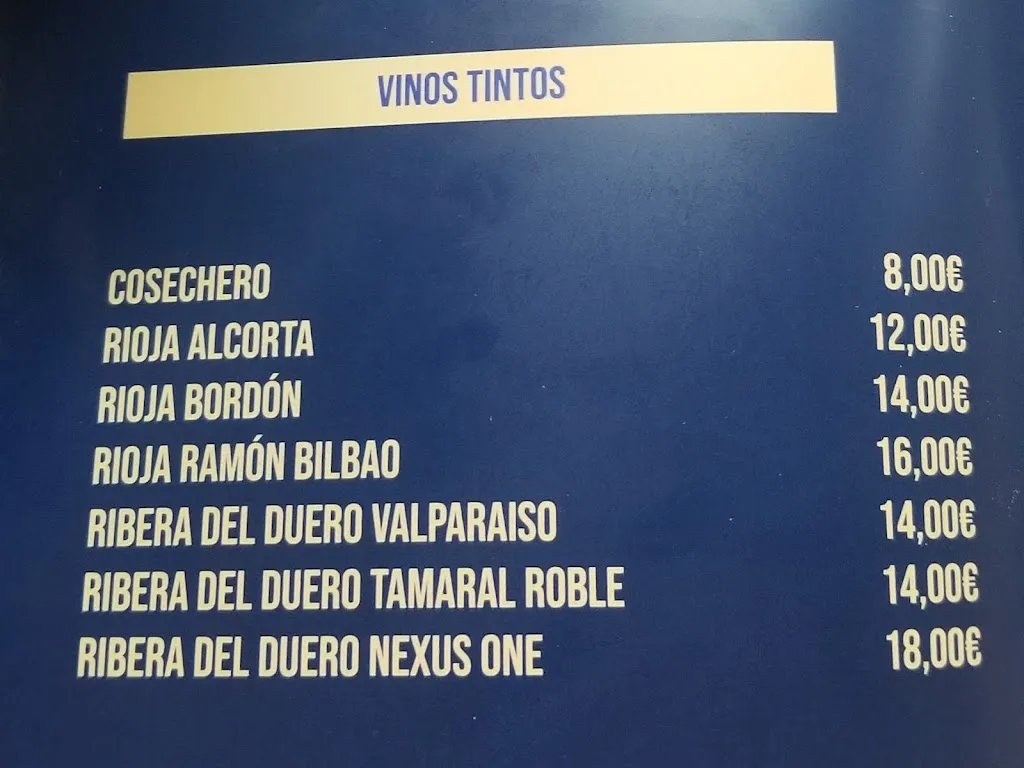 VINOS TINTOS
COSECHERO 8,00€
RIOJA ALCORTA 12,00€
RIOJA BORDÓN 14,00€
RIOJA RAMÓN BILBAO 16,00€
RIBERA DEL DUERO VALPARAISO 14,00€
RIBERA DEL DUERO TAMARAL ROBLE 14,00€
RIBERA DEL DUERO NEXUS ONE 18,00€